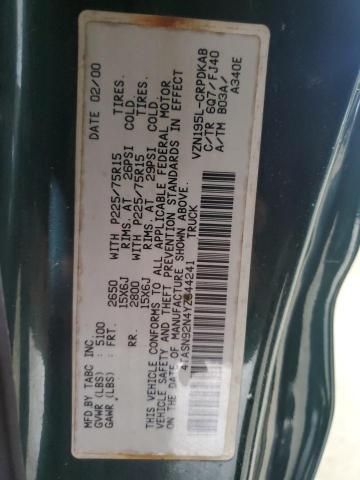 MFD.BY TABC INC. DATE 02/00
GVWR (LBS) : 5100
GAWR (LBS) : FRT. 2650 WITH P225/75R15 TIRES.
15X6J RIMS. AT 26PSI COLD.
RR. 2800 WITH P225/75R15 TIRES.
15X6J RIMS. AT 29PSI COLD.
THIS VEHICLE CONFORMS TO ALL APPLICABLE FEDERAL MOTOR
VEHICLE SAFETY AND THEFT PREVENTION STANDARDS IN EFFECT
ON THE DATE OF MANUFACTURE SHOWN ABOVE.
4TASN92N4YZ644241 TRUCK
VZN195L-CRPDKAB
C/TR 6Q7/FJ40
A/TM B03A/
A340E